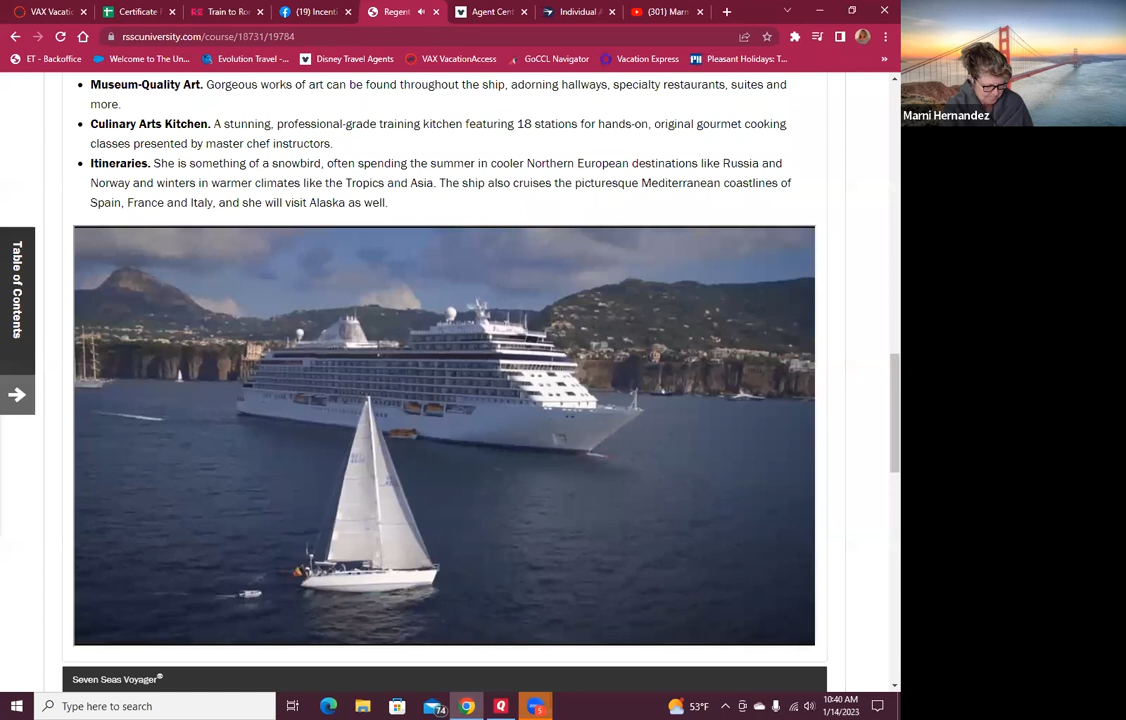 VAX Vacati
Certificate F
Train to Ro
(19) Incenti
Regent
Agent Cent
Individual A
(301) Marn
rsscuniversity.com/course/18731/19784
ET - Backoffice
Welcome to The Un...
Evolution Travel -...
Disney Travel Agents
VAX VacationAccess
GoCCL Navigator
Vacation Express
Pleasant Holidays: T...
Marni Hernandez
Museum-Quality Art. Gorgeous works of art can be found throughout the ship, adorning hallways, specialty restaurants, suites and
more.
Culinary Arts Kitchen. A stunning, professional-grade training kitchen featuring 18 stations for hands-on, original gourmet cooking
classes presented by master chef instructors.
Itineraries. She is something of a snowbird, often spending the summer in cooler Northern European destinations like Russia and
Norway and winters in warmer climates like the Tropics and Asia. The ship also cruises the picturesque Mediterranean coastlines of
Spain, France and Italy, and she will visit Alaska as well.
Table of Contents
Seven Seas Voyager®
Type here to search
74
5
53°F
10:40 AM
1/14/2023